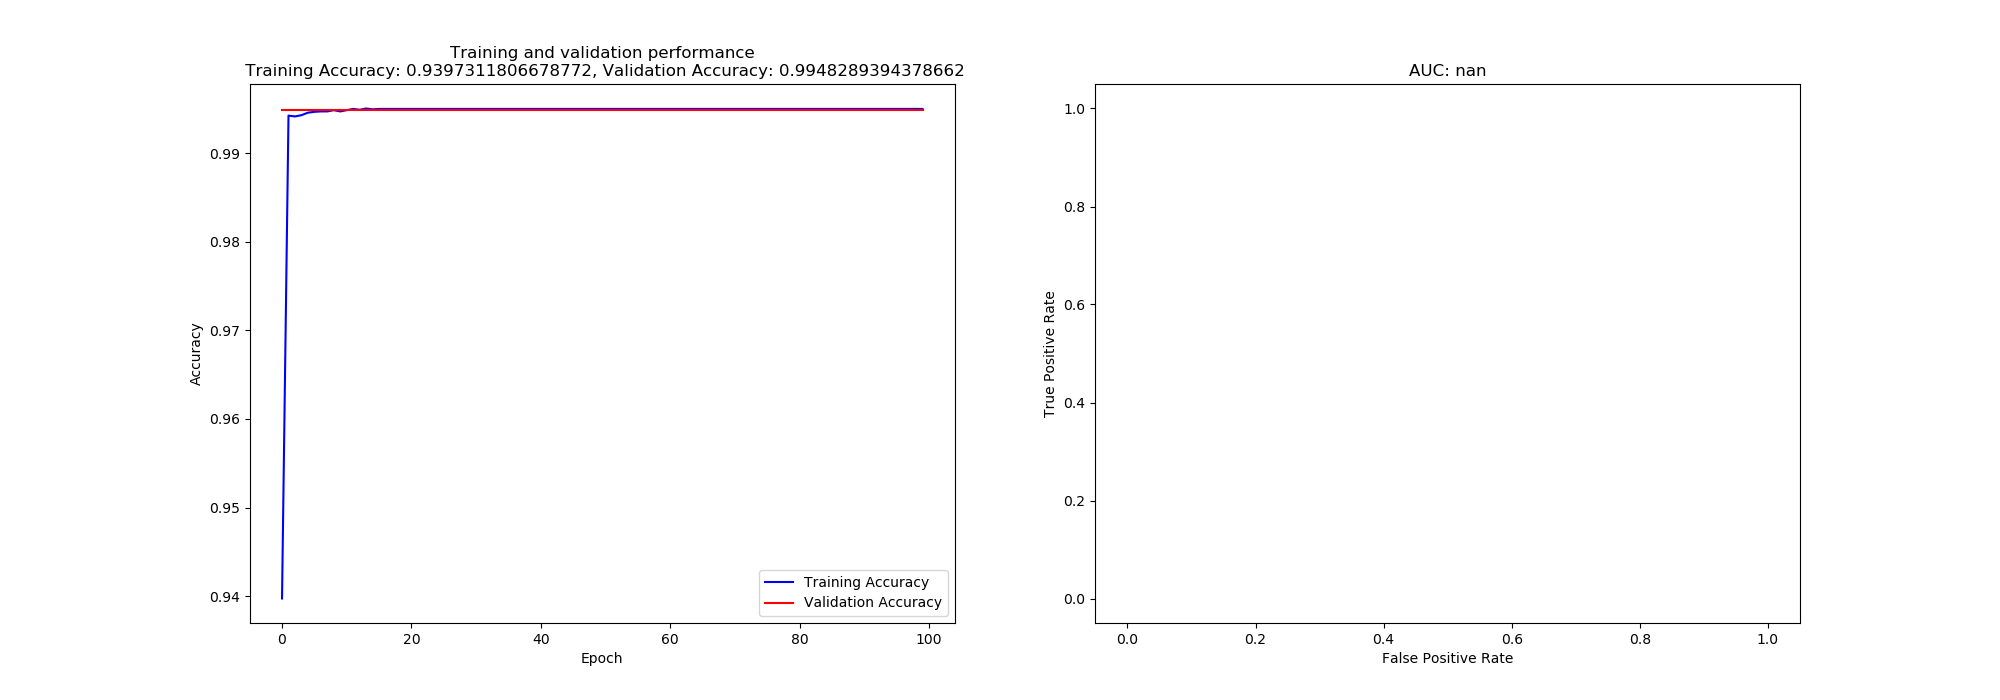 Training and validation performance
Training Accuracy: 0.9397311806678772, Validation Accuracy: 0.9948289394378662
0.99
0.98
0.97
0.96
0.95
0.94
Accuracy
0 20 40 60 80 100
Epoch
Training Accuracy
Validation Accuracy
AUC: nan
1.0
0.8
0.6
0.4
0.2
0.0
True Positive Rate
0.0 0.2 0.4 0.6 0.8 1.0
False Positive Rate